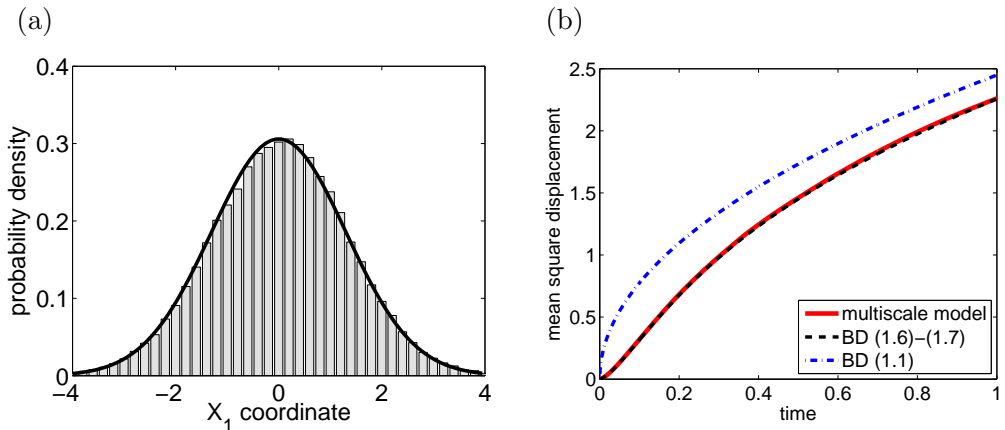 (a)
probability density
0.4
0.3
0.2
0.1
0
−4
−2
0
2
4
X1 coordinate
(b)
mean square displacement
2.5
2
1.5
1
0.5
0
0
0.2
0.4
0.6
0.8
1
time
multiscale model
BD (1.6)−(1.7)
BD (1.1)